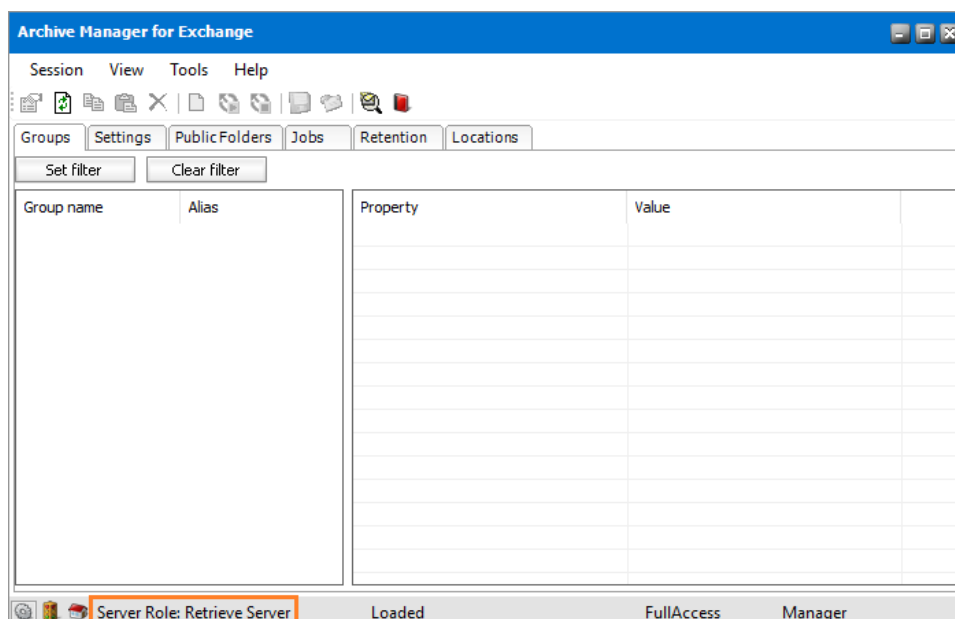 Archive Manager for Exchange
Session View Tools Help
Groups Settings Public Folders Jobs Retention Locations
Set filter Clear filter
Group name Alias Property Value
Server Role: Retrieve Server Loaded FullAccess Manager